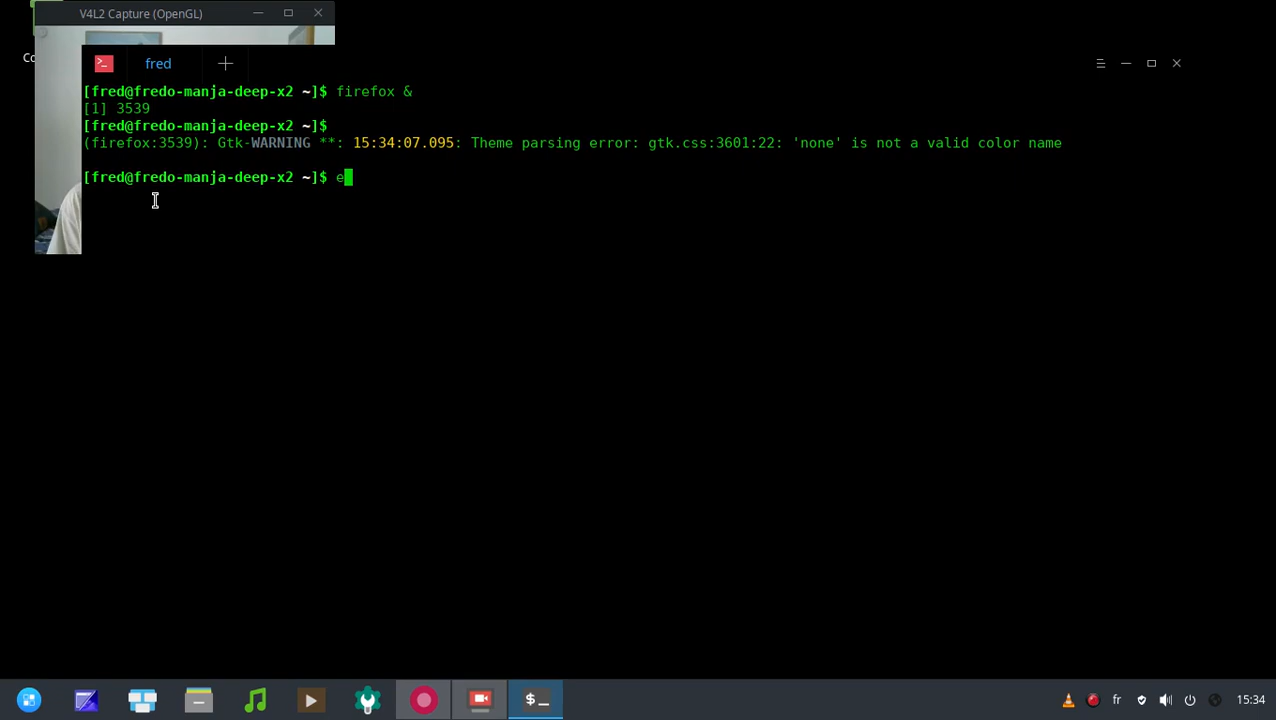 V4L2 Capture (OpenGL)
Co
fred
[fred@fredo-manja-deep-x2 ~]$ firefox &
[1] 3539
[fred@fredo-manja-deep-x2 ~]$
(firefox:3539): Gtk-WARNING **: 15:34:07.095: Theme parsing error: gtk.css:3601:22: 'none' is not a valid color name
[fred@fredo-manja-deep-x2 ~]$ e
fr 15:34